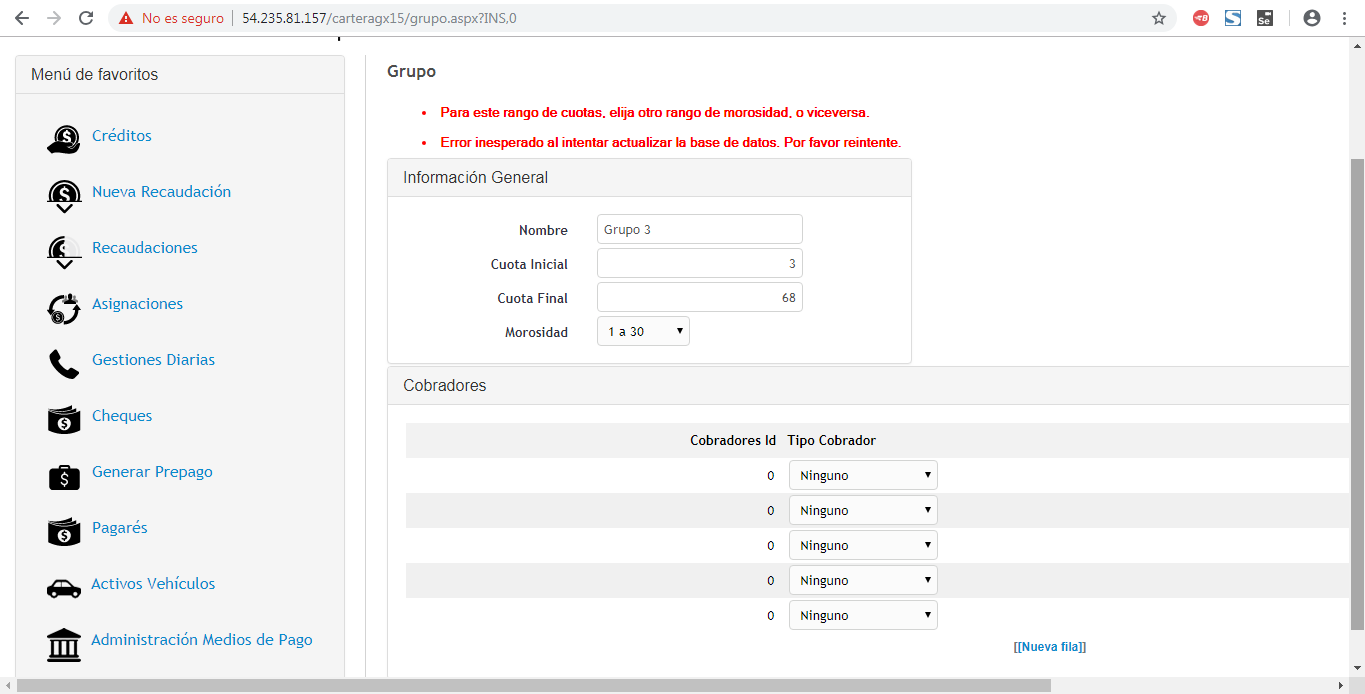 No es seguro
54.235.81.157/carteragx15/grupo.aspx?INS,0
Menú de favoritos
Créditos
Nueva Recaudación
Recaudaciones
Asignaciones
Gestiones Diarias
Cheques
Generar Prepago
Pagarés
Activos Vehículos
Administración Medios de Pago
Grupo
• Para este rango de cuotas, elija otro rango de morosidad, o viceversa.
• Error inesperado al intentar actualizar la base de datos. Por favor reintente.
Información General
Nombre Grupo 3
Cuota Inicial 3
Cuota Final 68
Morosidad 1 a 30
Cobradores
Cobradores Id Tipo Cobrador
0 Ninguno
0 Ninguno
0 Ninguno
0 Ninguno
0 Ninguno
[[Nueva fila]]